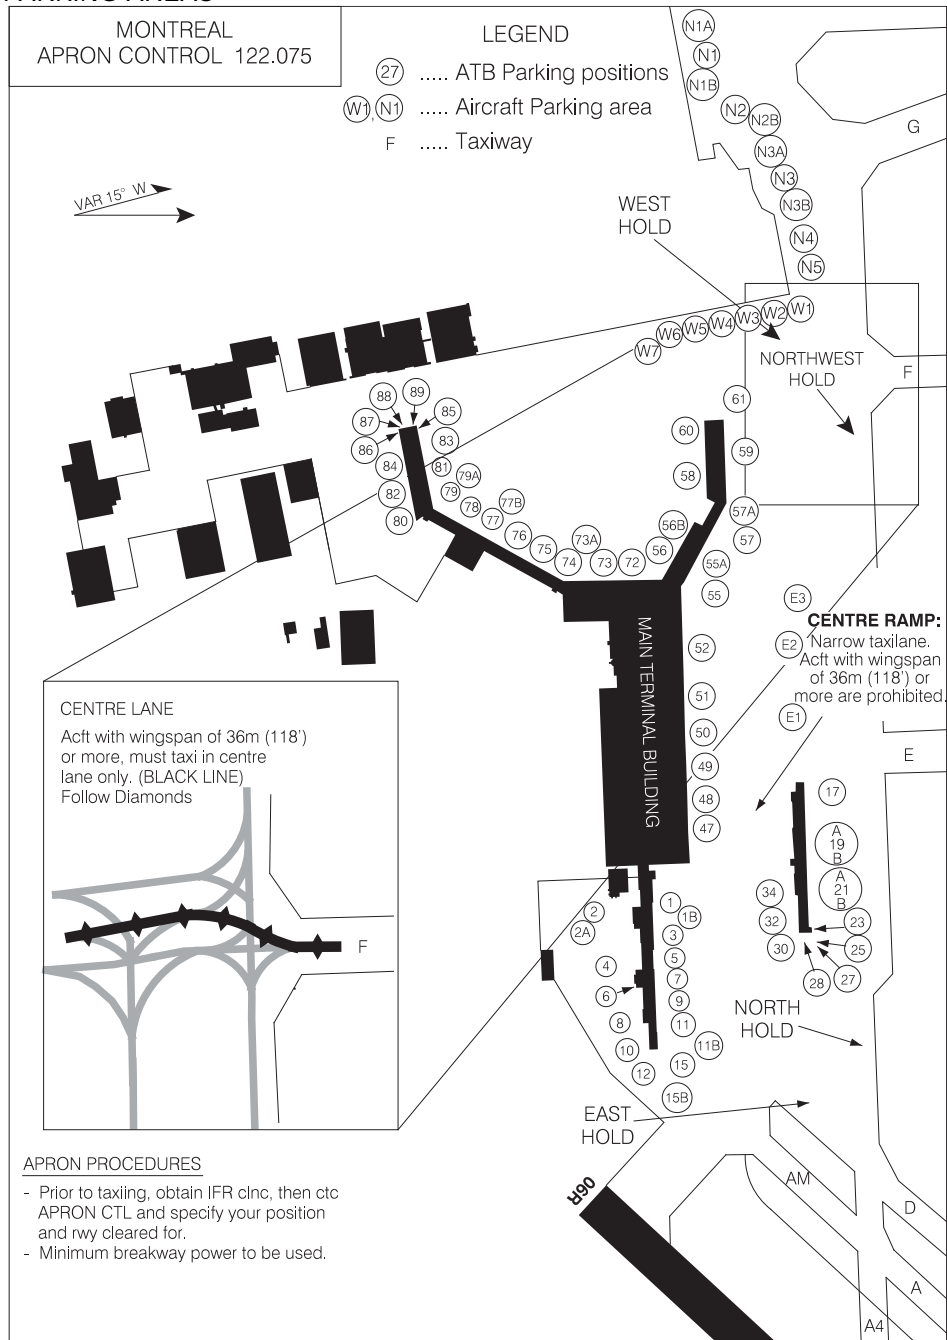 MONTREAL
APRON CONTROL 122.075
LEGEND
27 ..... ATB Parking positions
W1, N1 ..... Aircraft Parking area
F ..... Taxiway
VAR 15° W
N1A
N1
N1B
N2
N2B
G
N3A
N3
N3B
N4
N5
WEST
HOLD
W1
W2
W3
W4
W5
W6
W7
NORTHWEST
HOLD
F
61
60
59
58
57A
57
56B
56
55A
55
88
89
87
85
86
83
84
81
79A
82
79
77B
80
78
77
76
75
73A
74
73
72
52
51
50
49
48
47
MAIN TERMINAL BUILDING
E3
E2
E1
CENTRE RAMP:
Narrow taxilane.
Acft with wingspan
of 36m (118') or
more are prohibited.
E
17
A
19
B
A
21
B
34
32
30
23
25
27
28
CENTRE LANE
Acft with wingspan of 36m (118')
or more, must taxi in centre
lane only. (BLACK LINE)
Follow Diamonds
F
2
2A
1
1B
3
4
5
6
7
8
9
10
11
11B
12
15
15B
NORTH
HOLD
EAST
HOLD
06R
AM
D
A
A4
APRON PROCEDURES
- Prior to taxiing, obtain IFR clnc, then ctc
APRON CTL and specify your position
and rwy cleared for.
- Minimum breakway power to be used.